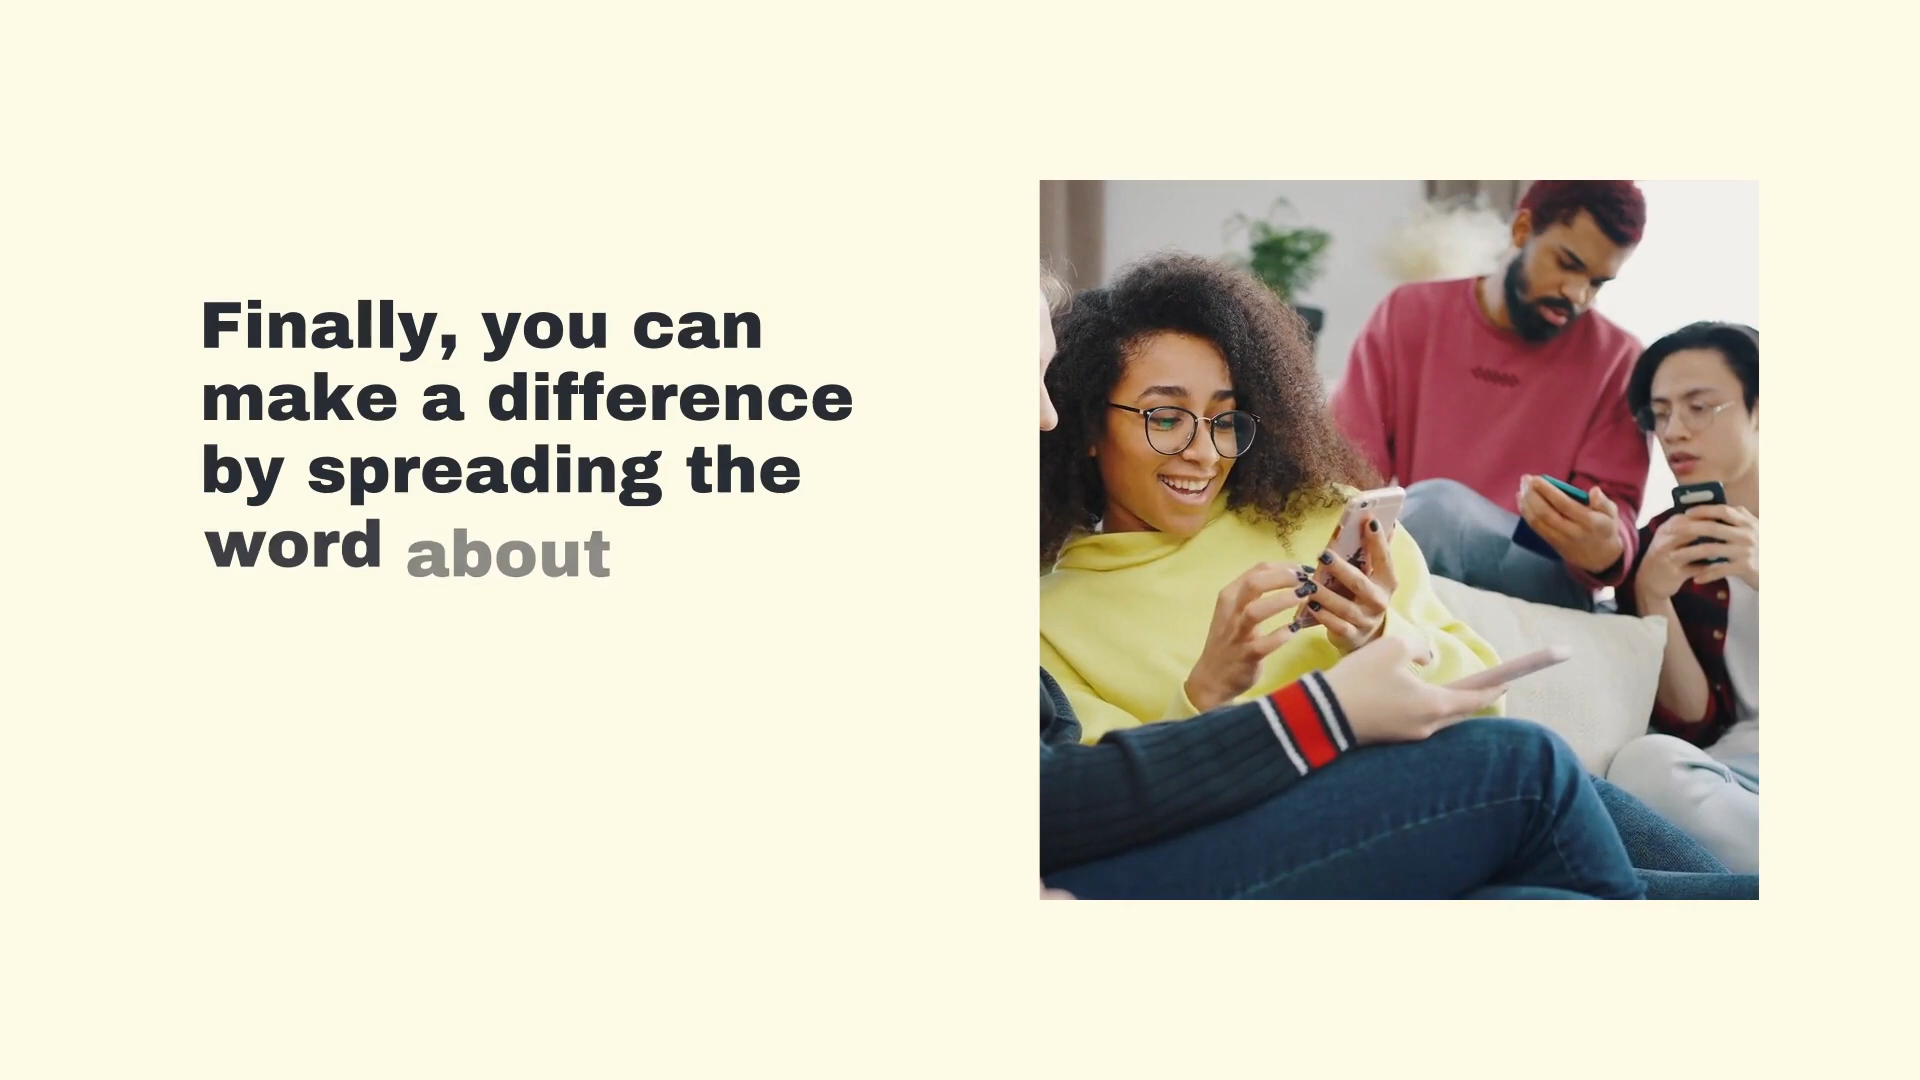 Finally, you can
make a difference
by spreading the
word about